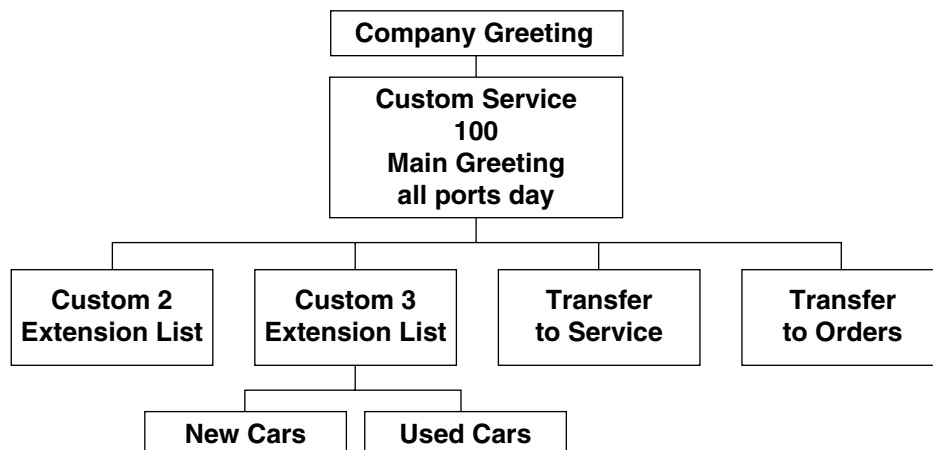 Company Greeting
Custom Service
100
Main Greeting
all ports day
Custom 2
Extension List
Custom 3
Extension List
Transfer
to Service
Transfer
to Orders
New Cars
Used Cars